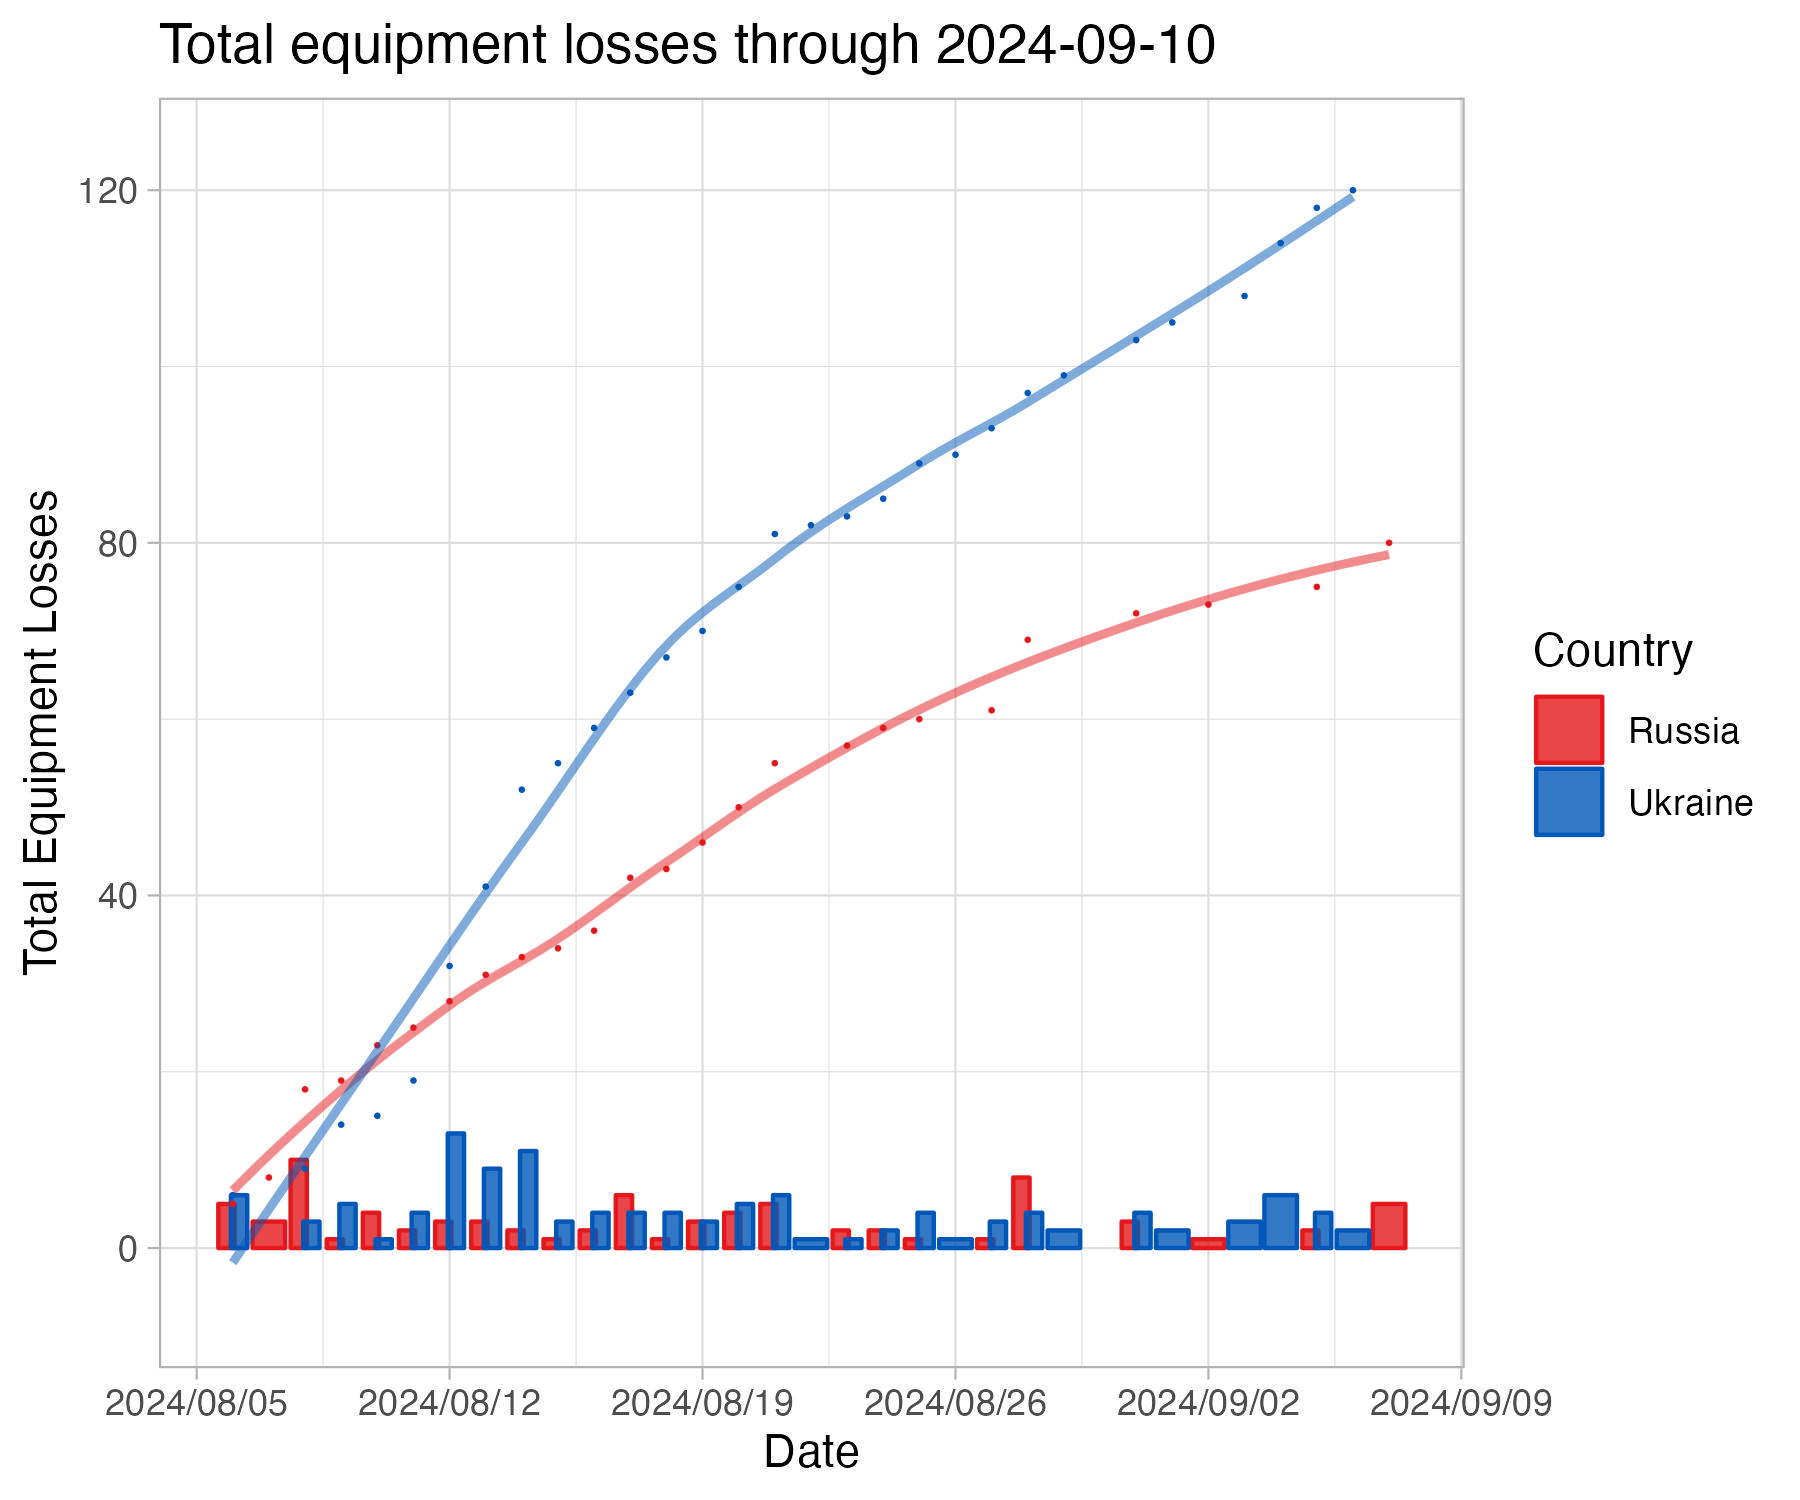 Total equipment losses through 2024-09-10
Total Equipment Losses
120
80
40
0
2024/08/05 2024/08/12 2024/08/19 2024/08/26 2024/09/02 2024/09/09
Date
Country
Russia
Ukraine